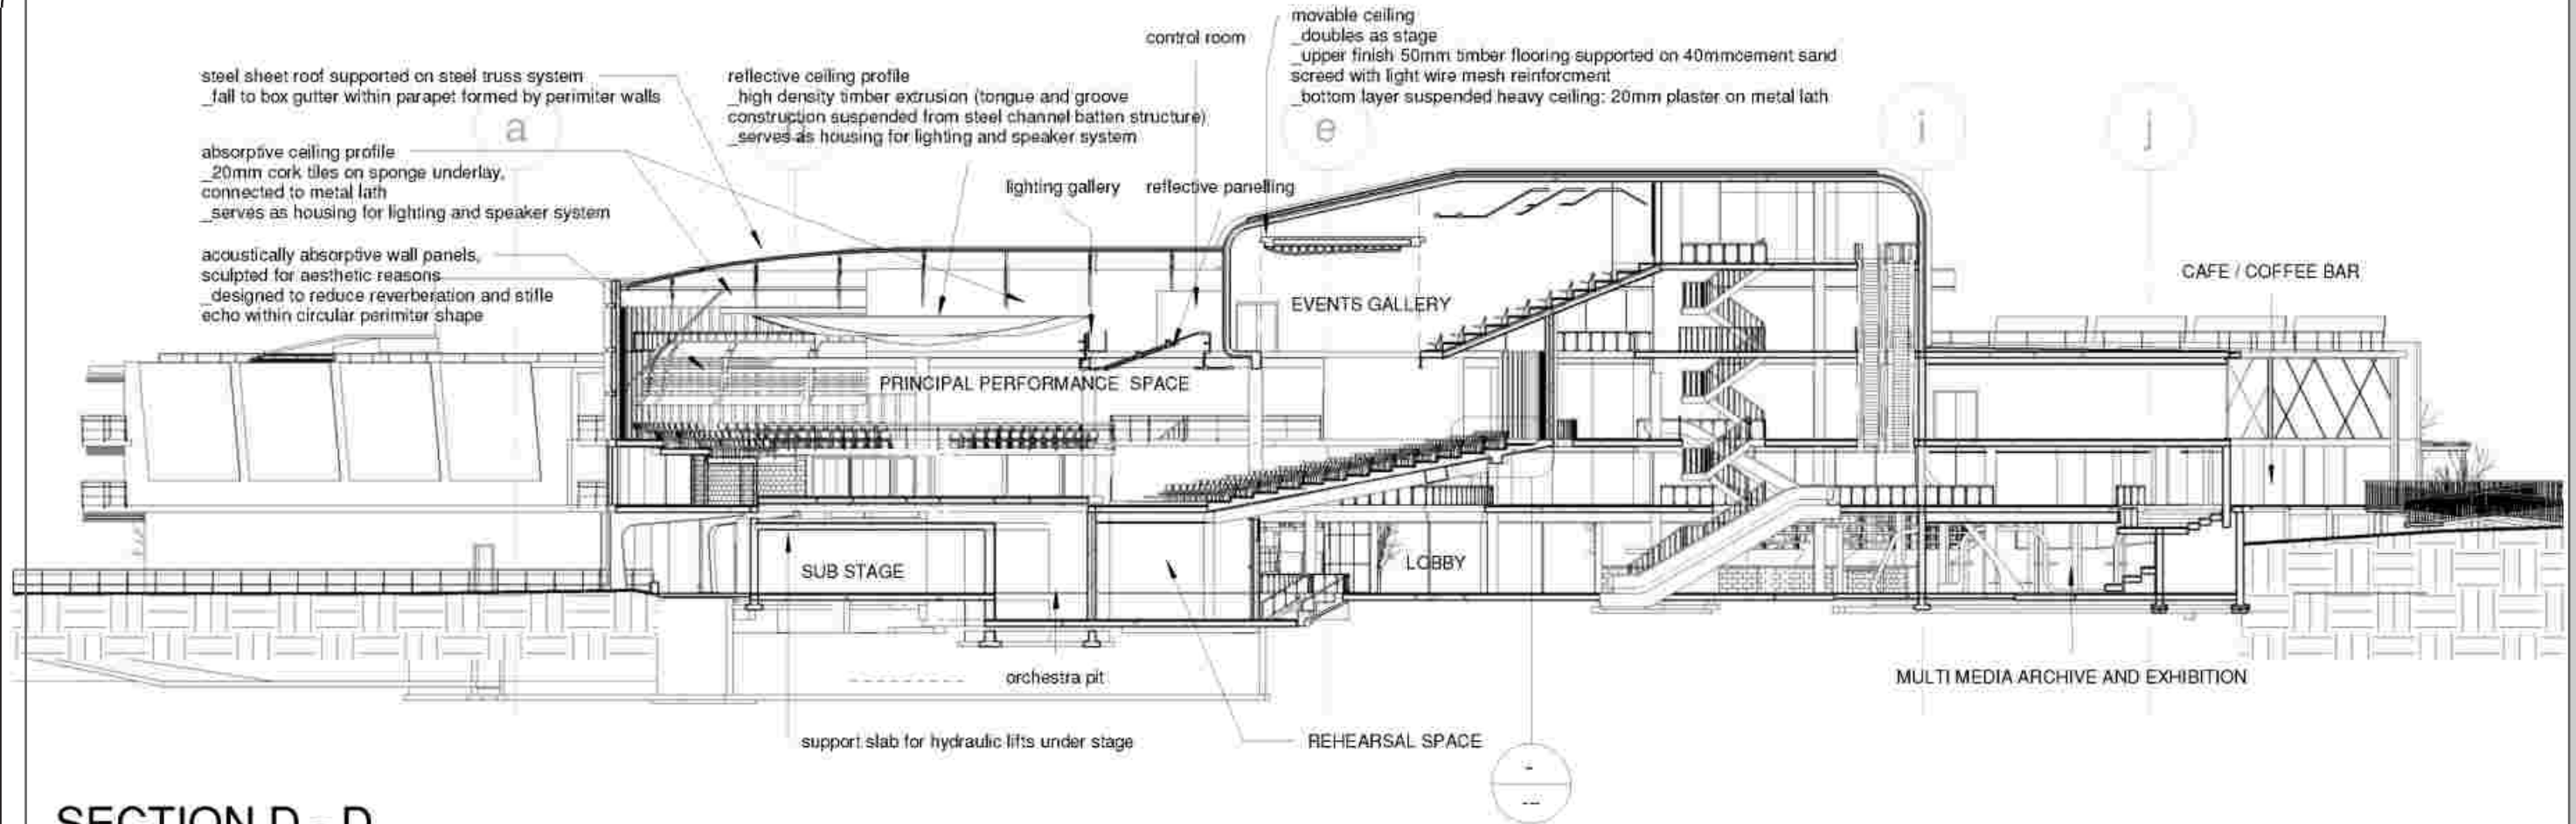 movable ceiling
_doubles as stage
_upper finish 50mm timber flooring supported on 40mmcement sand
screed with light wire mesh reinforcment
_bottom layer suspended heavy ceiling: 20mm plaster on metal lath
control room
steel sheet roof supported on steel truss system
_fall to box gutter within parapet formed by perimiter walls
reflective ceiling profile
_high density timber extrusion (tongue and groove
construction suspended from steel channel batten structure)
_serves as housing for lighting and speaker system
a
e
i
j
absorptive ceiling profile
_20mm cork tiles on sponge underlay,
connected to metal lath
_serves as housing for lighting and speaker system
lighting gallery
reflective panelling
acoustically absorptive wall panels,
sculpted for aesthetic reasons
_designed to reduce reverberation and stifle
echo within circular perimiter shape
CAFE / COFFEE BAR
EVENTS GALLERY
PRINCIPAL PERFORMANCE SPACE
SUB STAGE
LOBBY
orchestra pit
MULTI MEDIA ARCHIVE AND EXHIBITION
support slab for hydraulic lifts under stage
REHEARSAL SPACE
SECTION D - D